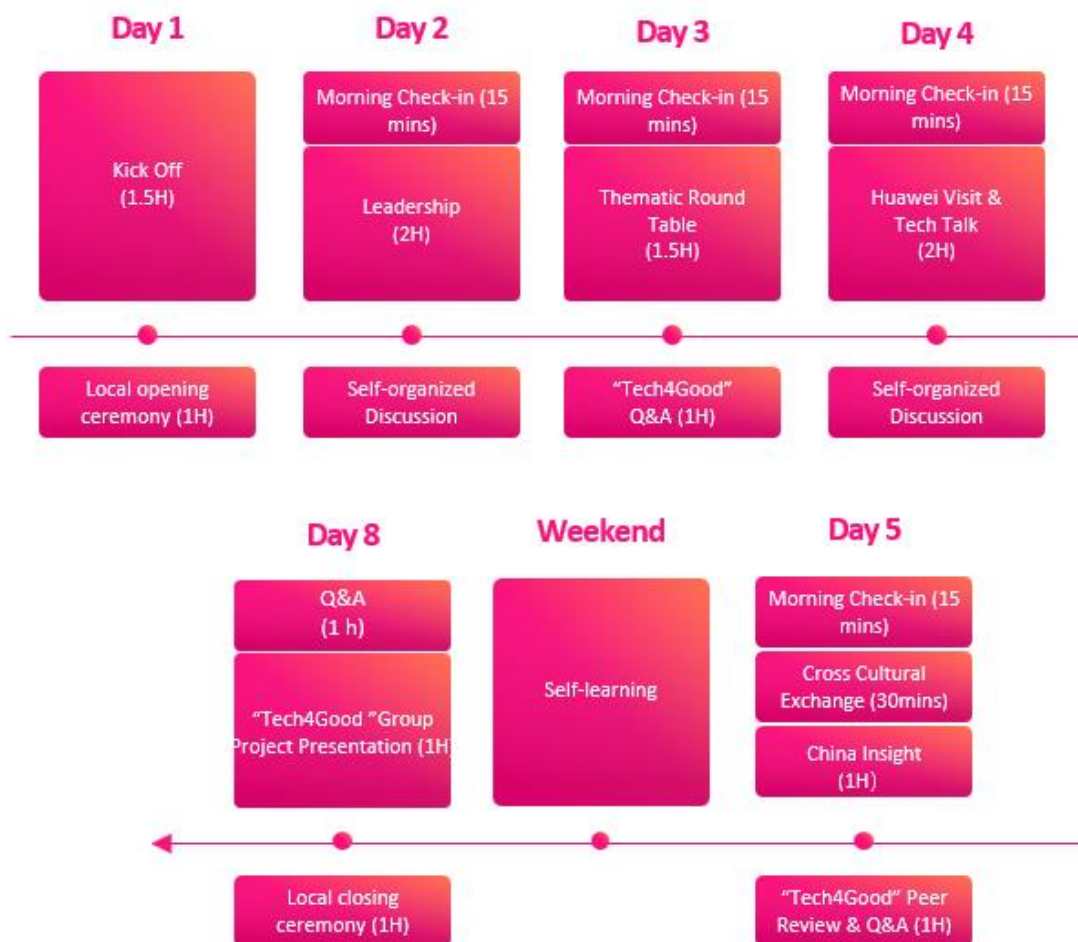 Day 1
Kick Off
(1.5H)
Local opening
ceremony (1H)
Day 2
Morning Check-in (15
mins)
Leadership
(2H)
Self-organized
Discussion
Day 3
Morning Check-in (15
mins)
Thematic Round
Table
(1.5H)
“Tech4Good”
Q&A (1H)
Day 4
Morning Check-in (15
mins)
Huawei Visit &
Tech Talk
(2H)
Self-organized
Discussion
Day 5
Morning Check-in (15
mins)
Cross Cultural
Exchange (30mins)
China Insight
(1H)
“Tech4Good” Peer
Review & Q&A (1H)
Weekend
Self-learning
Day 8
Q&A
(1 h)
“Tech4Good ”Group
Project Presentation (1H)
Local closing
ceremony (1H)